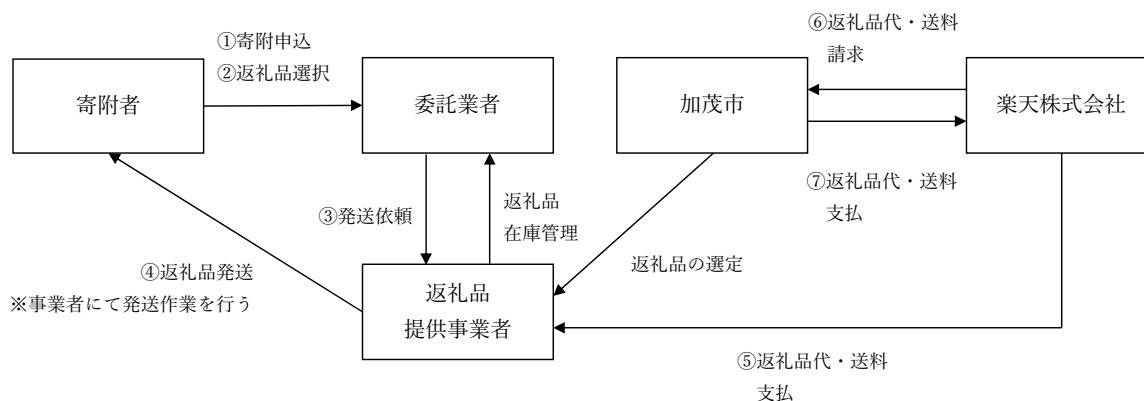 ①寄附申込
②返礼品選択
⑥返礼品代・送料
請求
寄附者
委託業者
加茂市
楽天株式会社
⑦返礼品代・送料
支払
③発送依頼
返礼品
在庫管理
返礼品の選定
④返礼品発送
※事業者にて発送作業を行う
返礼品
提供事業者
⑤返礼品代・送料
支払